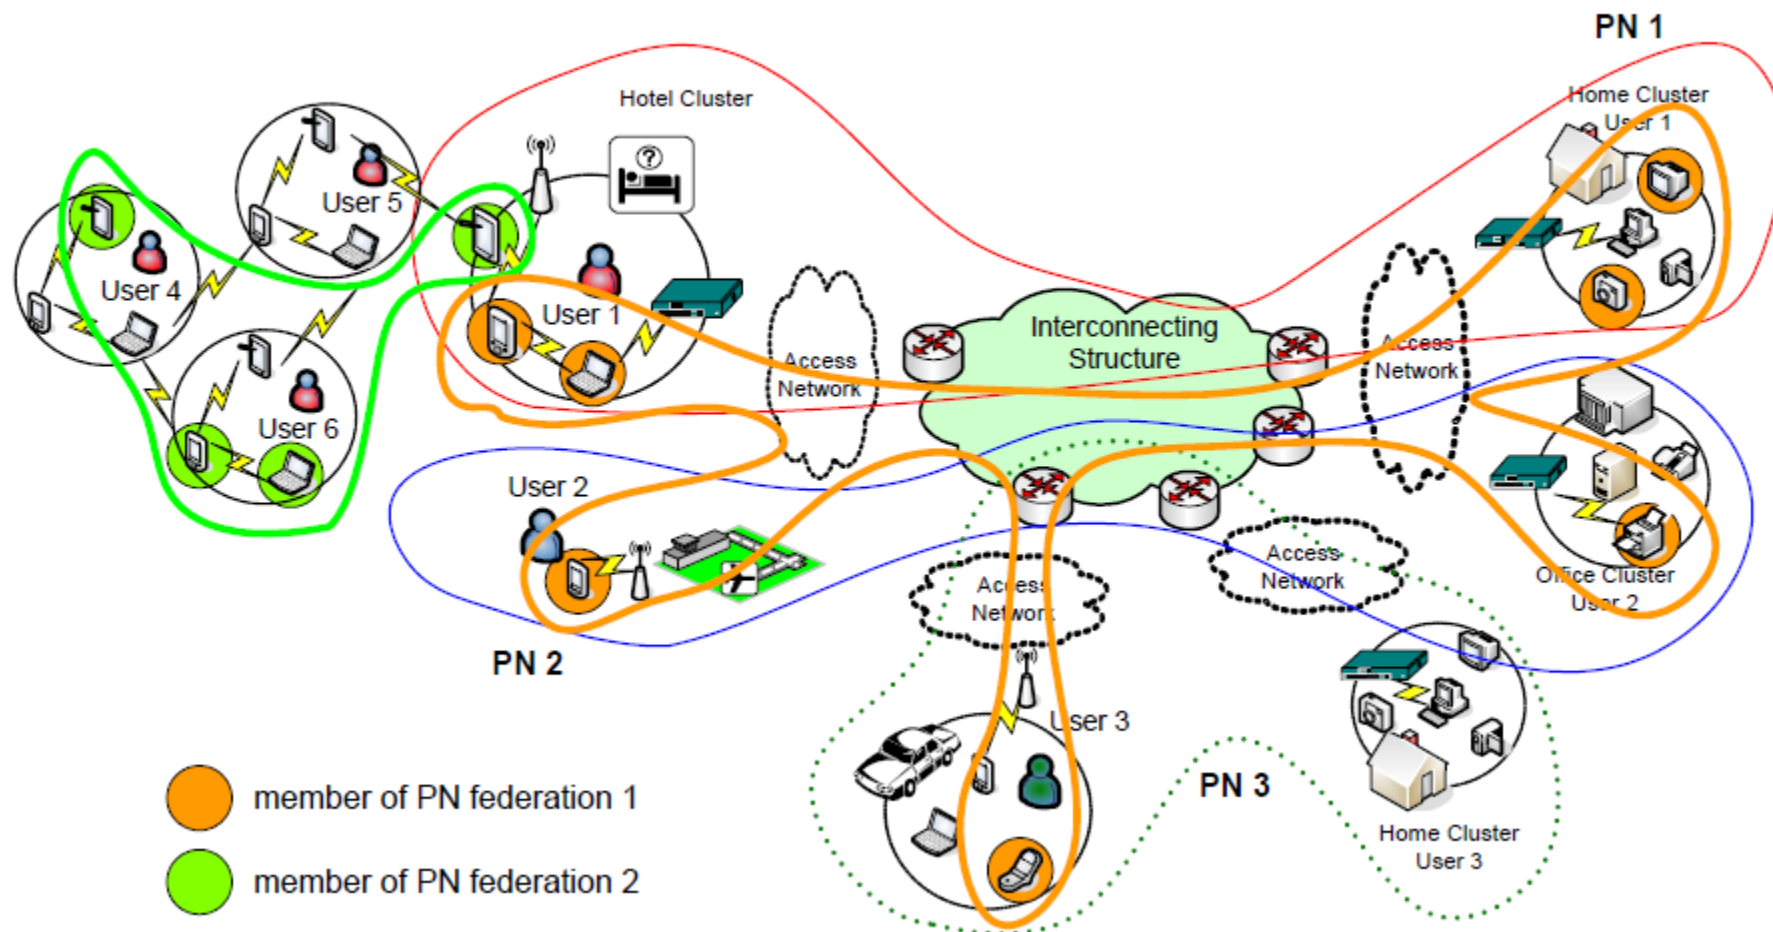 PN 1
Hotel Cluster
Home Cluster
User 1
User 5
User 4
User 1
User 6
Interconnecting
Structure
Access
Network
Access
Network
User 2
PN 2
Access
Network
Access
Network
Office Cluster
User 2
User 3
PN 3
Home Cluster
User 3
?
member of PN federation 1
member of PN federation 2